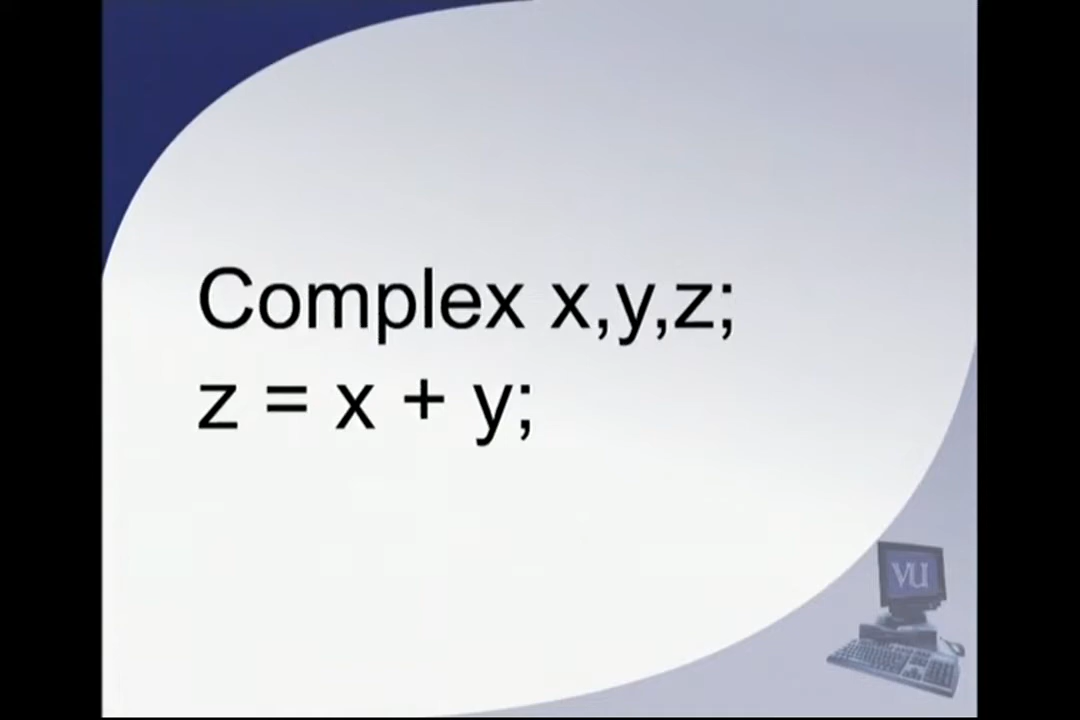 Complex x,y,z;
z = x + y;
VU